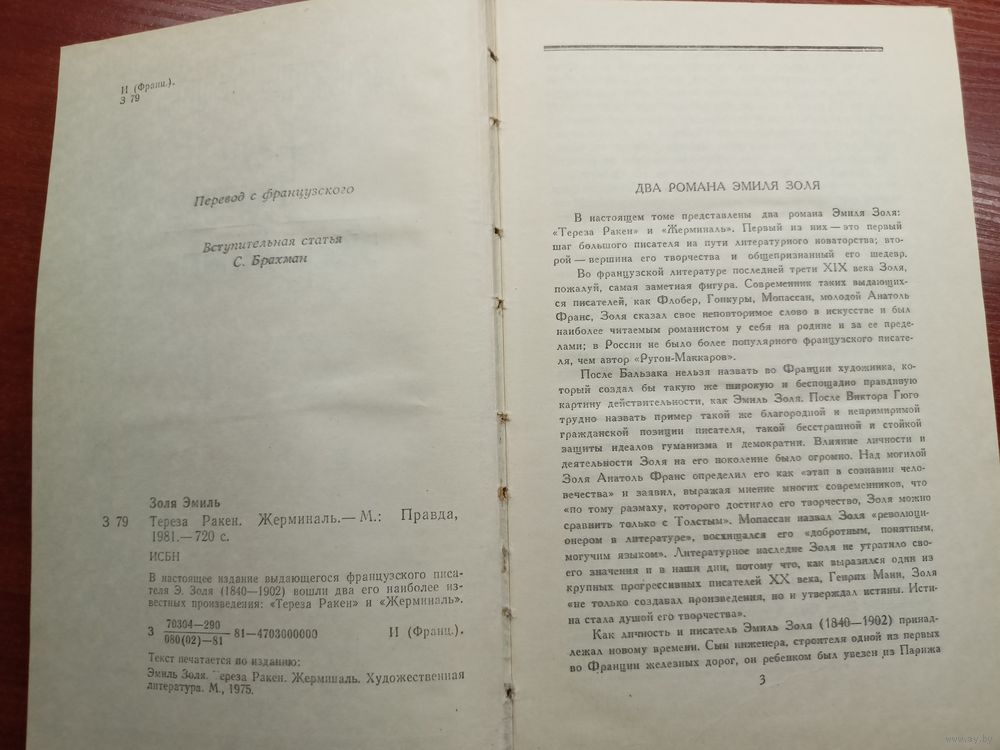 И (Франц.).
З 79
Перевод с французского
Вступительная статья
С. Брахман
Золя Эмиль
З 79 Тереза Ракен. Жерминаль.— М.: Правда,
1981.—720 с.
ИСБН
В настоящее издание выдающегося французского писа-
теля Э. Золя (1840—1902) вошли два его наиболее из-
вестных произведения: «Тереза Ракен» и «Жерминаль».
З 70304—290
080(02)—81 81—4703000000 И (Франц.).
Текст печатается по изданию:
Эмиль Золя. Тереза Ракен. Жерминаль. Художественная
литература. М., 1975.
ДВА РОМАНА ЭМИЛЯ ЗОЛЯ
В настоящем томе представлены два романа Эмиля Золя:
«Тереза Ракен» и «Жерминаль». Первый из них — это первый
шаг большого писателя на пути литературного новаторства; вто-
рой — вершина его творчества и общепризнанный его шедевр.
Во французской литературе последней трети XIX века Золя,
пожалуй, самая заметная фигура. Современник таких выдающих-
ся писателей, как Флобер, Гонкуры, Мопассан, молодой Анатоль
Франс, Золя сказал свое неповторимое слово в искусстве и был
наиболее читаемым романистом у себя на родине и за ее преде-
лами; в России не было более популярного французского писате-
ля, чем автор «Ругон-Маккаров».
После Бальзака нельзя назвать во Франции художника, ко-
торый создал бы такую же широкую и беспощадно правдивую
картину действительности, как Эмиль Золя. После Виктора Гюго
трудно назвать пример такой же благородной и непримиримой
гражданской позиции писателя, такой бесстрашной и стойкой
защиты идеалов гуманизма и демократии. Влияние личности и
деятельности Золя на его поколение было огромно. Над могилой
Золя Анатоль Франс определил его как «этап в сознании чело-
вечества» и заявил, выражая мнение многих современников, что
«по тому размаху, которого достигло его творчество, Золя можно
сравнить только с Толстым». Мопассан назвал Золя «революци-
онером в литературе», восхищался его «добротным, понятным,
могучим языком». Литературное наследие Золя не утратило сво-
его значения и в наши дни, потому что, как выразился один из
крупных прогрессивных писателей XX века, Генрих Манн, Золя
«не только создавал произведения, но и утверждал истины. Исти-
на стала душой его творчества».
Как личность и писатель Эмиль Золя (1840—1902) принад-
лежал новому времени. Сын инженера, строителя одной из первых
во Франции железных дорог, он ребенком был увезен из Парижа
3
www.ay.by